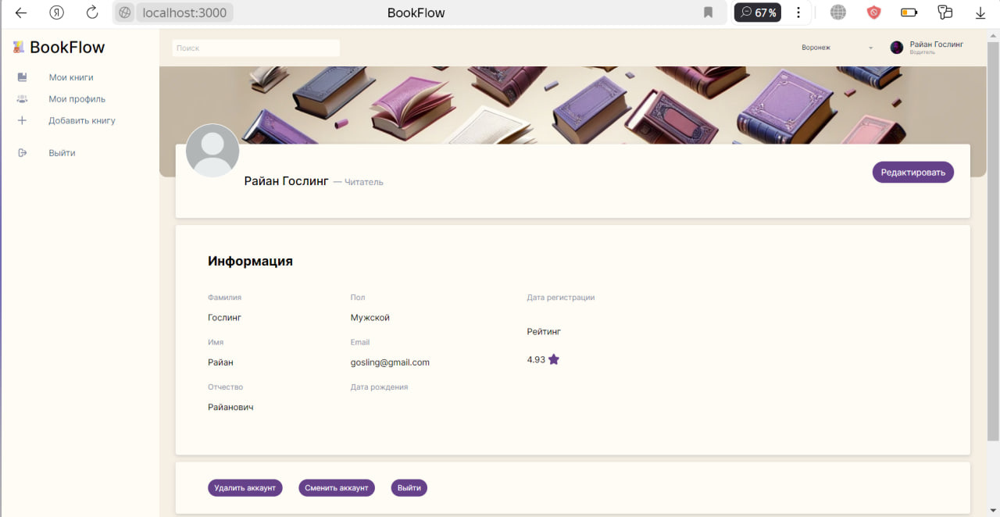 localhost:3000
BookFlow
67%
BookFlow
Мои книги
Мои профиль
Добавить книгу
Выйти
Поиск
Воронеж
Райан Гослинг
Водитель
Райан Гослинг — Читатель
Редактировать
Информация
Фамилия
Гослинг
Имя
Райан
Отчество
Райанович
Пол
Мужской
Email
gosling@gmail.com
Дата рождения
Дата регистрации
Рейтинг
4.93
Удалить аккаунт
Сменить аккаунт
Выйти